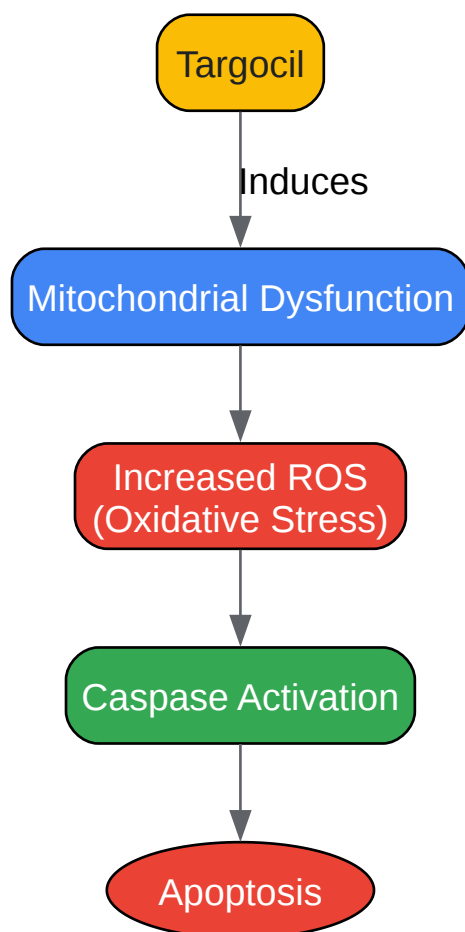 Targocil
Induces
Mitochondrial Dysfunction
Increased ROS
(Oxidative Stress)
Caspase Activation
Apoptosis